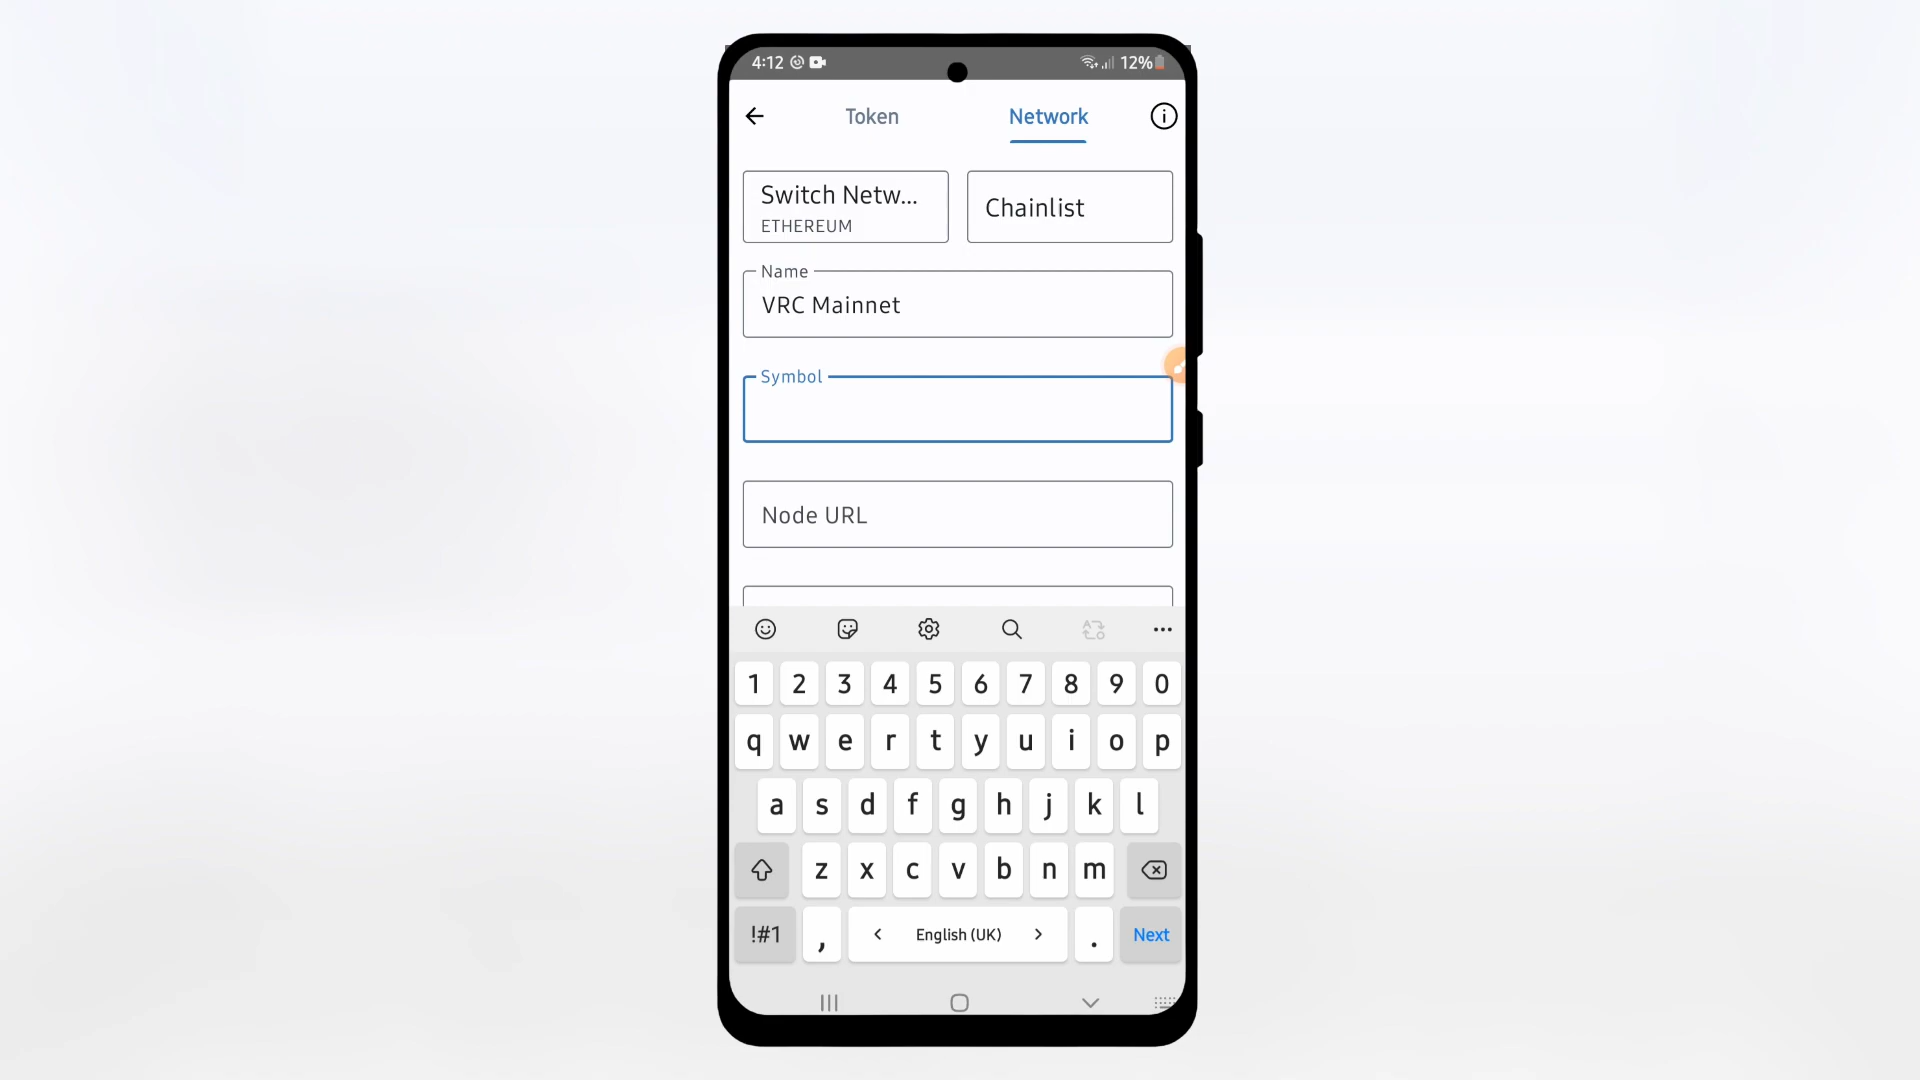 4:12 12%
Token Network
Switch Netw...
ETHEREUM
Chainlist
Name
VRC Mainnet
Symbol
Node URL
1 2 3 4 5 6 7 8 9 0
q w e r t y u i o p
a s d f g h j k l
z x c v b n m
!#1 , < English (UK) > . Next